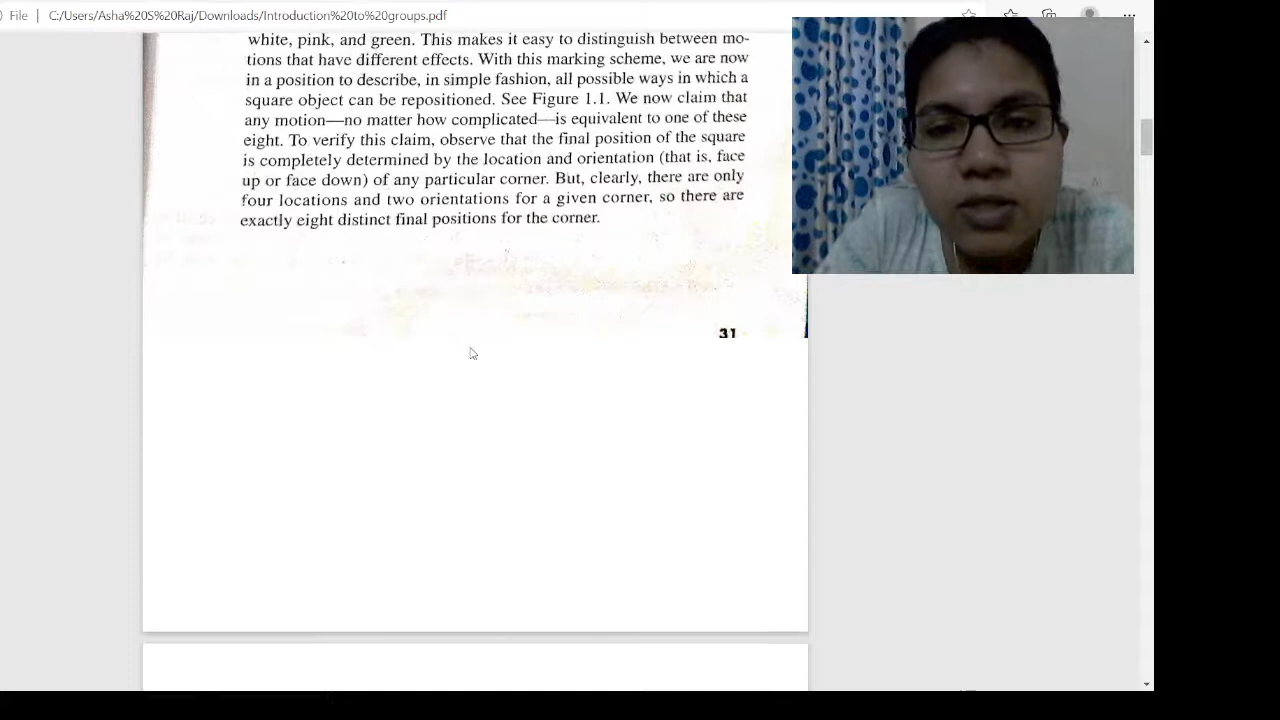 File | C:/Users/Asha%20S%20Raj/Downloads/Introduction%20to%20groups.pdf
white, pink, and green. This makes it easy to distinguish between mo-
tions that have different effects. With this marking scheme, we are now
in a position to describe, in simple fashion, all possible ways in which a
square object can be repositioned. See Figure 1.1. We now claim that
any motion—no matter how complicated—is equivalent to one of these
eight. To verify this claim, observe that the final position of the square
is completely determined by the location and orientation (that is, face
up or face down) of any particular corner. But, clearly, there are only
four locations and two orientations for a given corner, so there are
exactly eight distinct final positions for the corner.
31